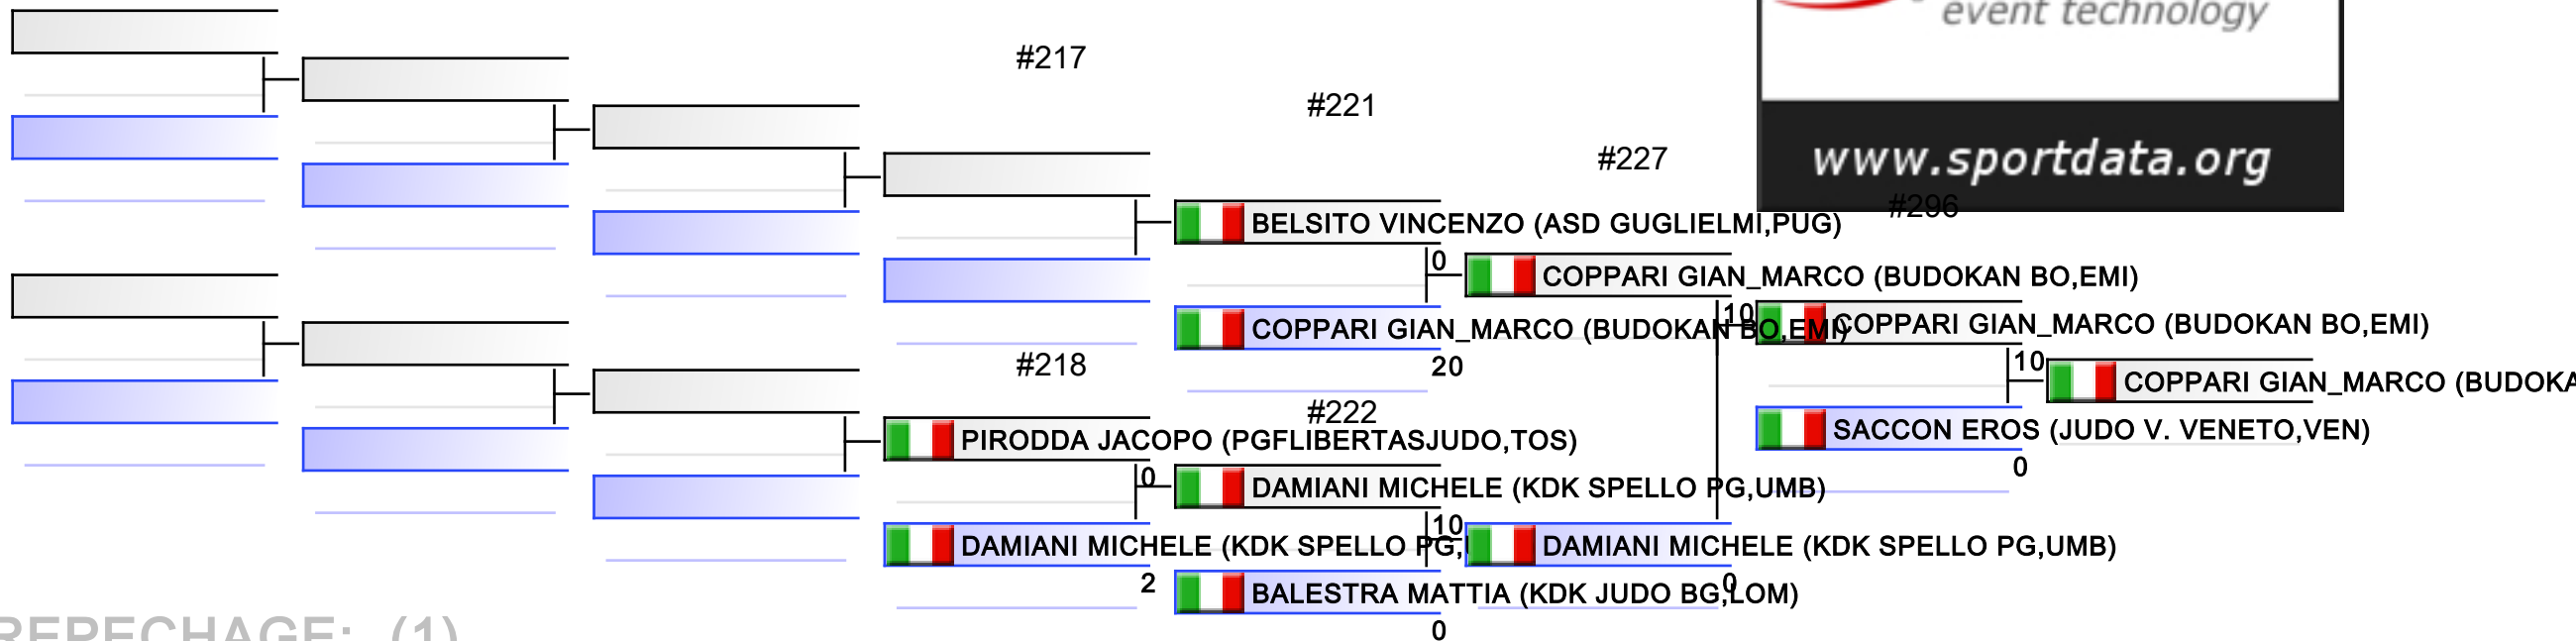 event technology
www.sportdata.org
#217
#221
#227
#296
BELSITO VINCENZO (ASD GUGLIELMI,PUG)
0
COPPARI GIAN_MARCO (BUDOKAN BO,EMI)
10
COPPARI GIAN_MARCO (BUDOKAN BO,EMI)
COPPARI GIAN_MARCO (BUDOKAN BO,EMI)
20
10
COPPARI GIAN_MARCO (BUDOKA
#218
#222
SACCON EROS (JUDO V. VENETO,VEN)
0
PIRODDA JACOPO (PGFLIBERTASJUDO,TOS)
0
DAMIANI MICHELE (KDK SPELLO PG,UMB)
10
DAMIANI MICHELE (KDK SPELLO PG,
DAMIANI MICHELE (KDK SPELLO PG,UMB)
2
0
BALESTRA MATTIA (KDK JUDO BG,LOM)
0
REPECHAGE: (1)